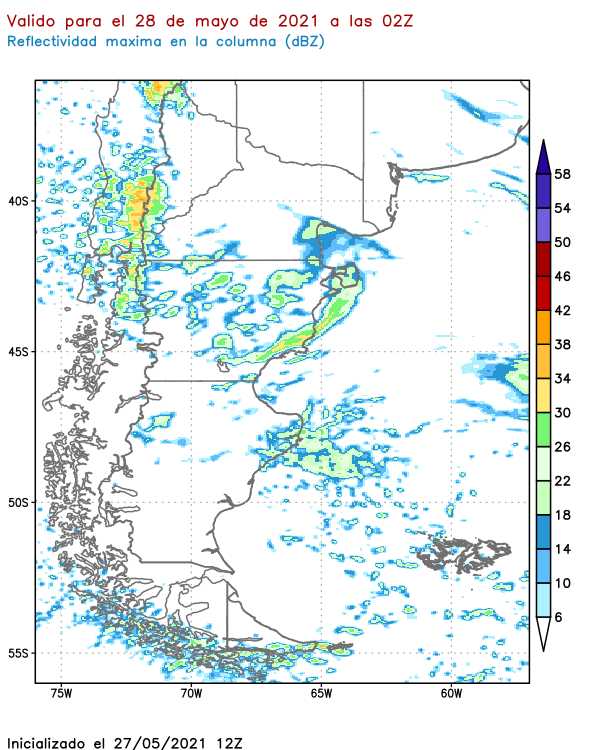 Valido para el 28 de mayo de 2021 a las 02Z
Reflectividad maxima en la columna (dBZ)
58
40S
54
50
46
42
38
45S
34
30
26
22
50S
18
14
10
6
55S
75W 70W 65W 60W
Inicializado el 27/05/2021 12Z